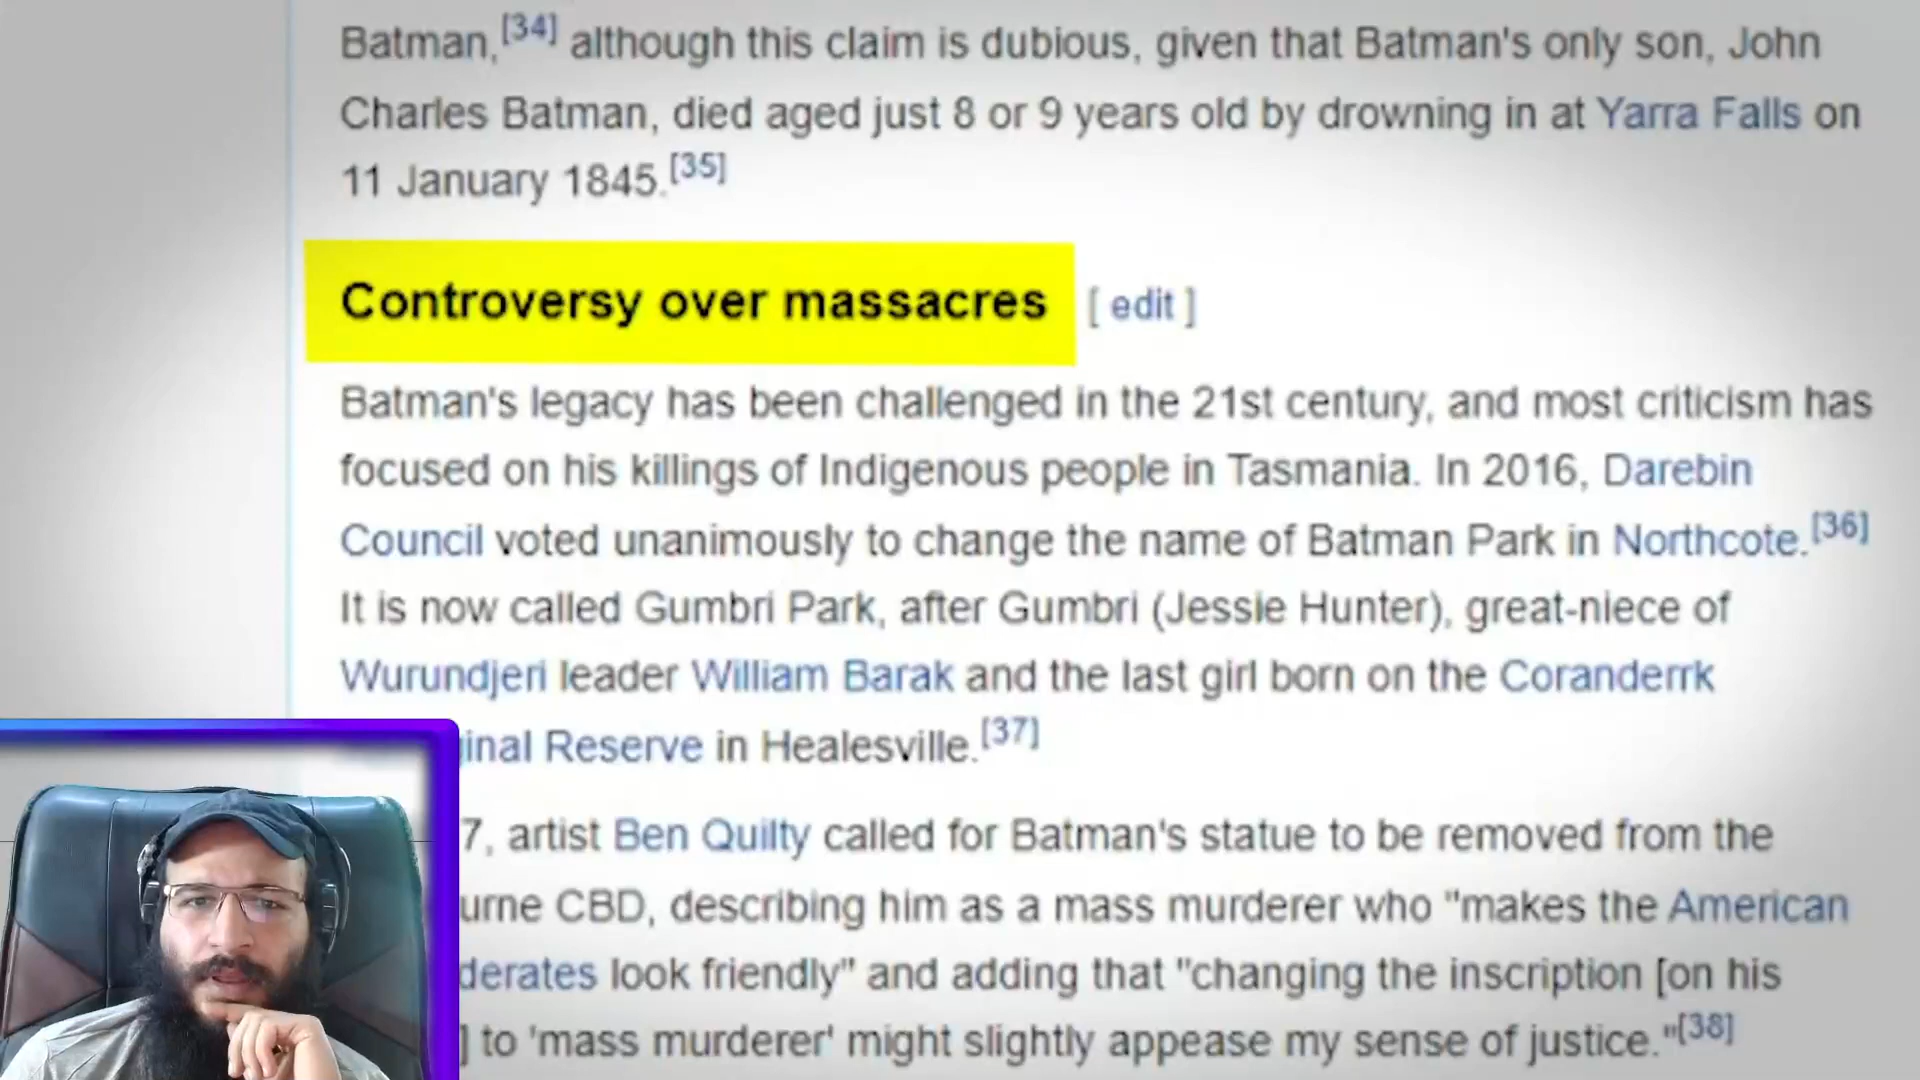 Batman,[34] although this claim is dubious, given that Batman's only son, John
Charles Batman, died aged just 8 or 9 years old by drowning in at Yarra Falls on
11 January 1845.[35]
Controversy over massacres [ edit ]
Batman's legacy has been challenged in the 21st century, and most criticism has
focused on his killings of Indigenous people in Tasmania. In 2016, Darebin
Council voted unanimously to change the name of Batman Park in Northcote.[36]
It is now called Gumbri Park, after Gumbri (Jessie Hunter), great-niece of
Wurundjeri leader William Barak and the last girl born on the Coranderrk
ginal Reserve in Healesville.[37]
7, artist Ben Quilty called for Batman's statue to be removed from the
urne CBD, describing him as a mass murderer who "makes the American
derates look friendly" and adding that "changing the inscription [on his
] to 'mass murderer' might slightly appease my sense of justice."[38]